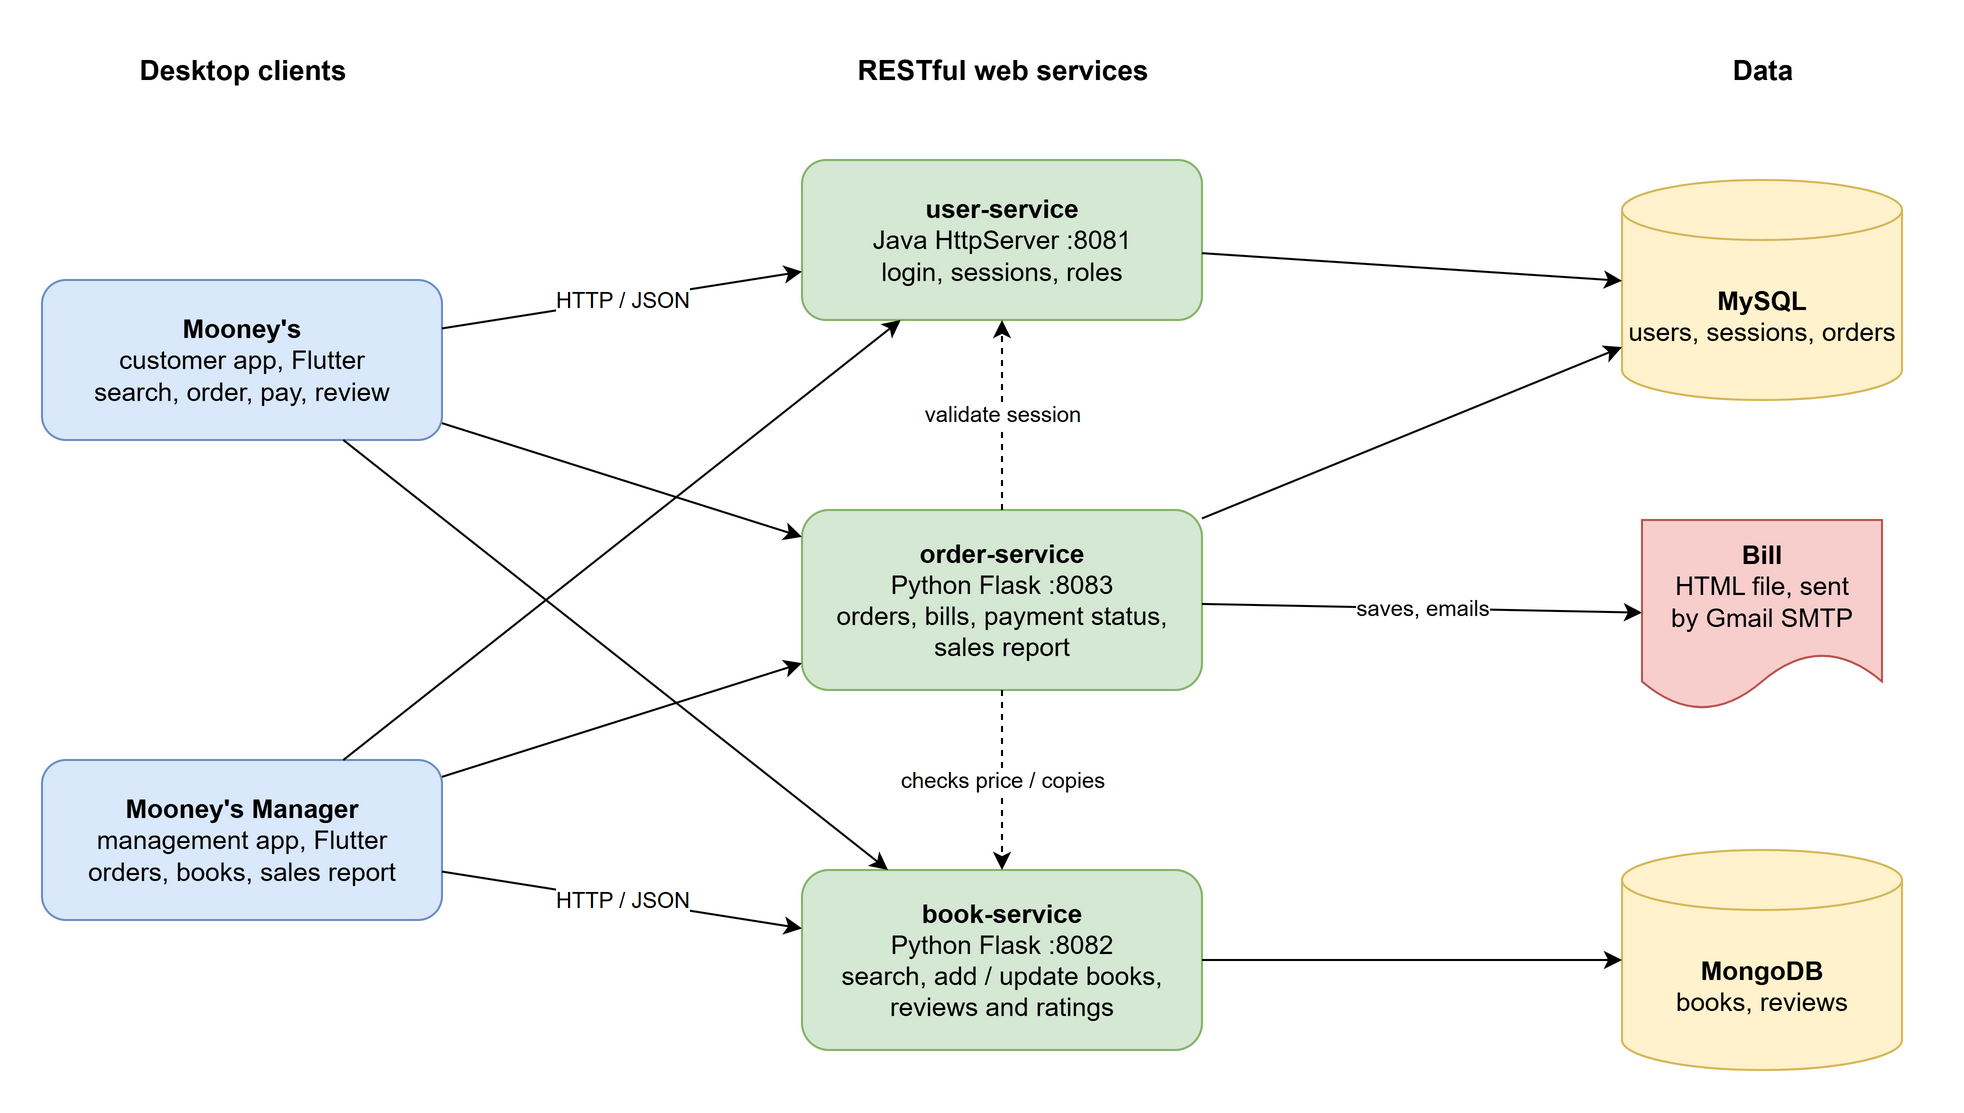 Desktop clients
RESTful web services
Data
user-service
Java HttpServer :8081
login, sessions, roles
MySQL
users, sessions, orders
HTTP / JSON
Mooney's
customer app, Flutter
search, order, pay, review
validate session
order-service
Python Flask :8083
orders, bills, payment status,
sales report
saves, emails
Bill
HTML file, sent
by Gmail SMTP
checks price / copies
Mooney's Manager
management app, Flutter
orders, books, sales report
HTTP / JSON
book-service
Python Flask :8082
search, add / update books,
reviews and ratings
MongoDB
books, reviews